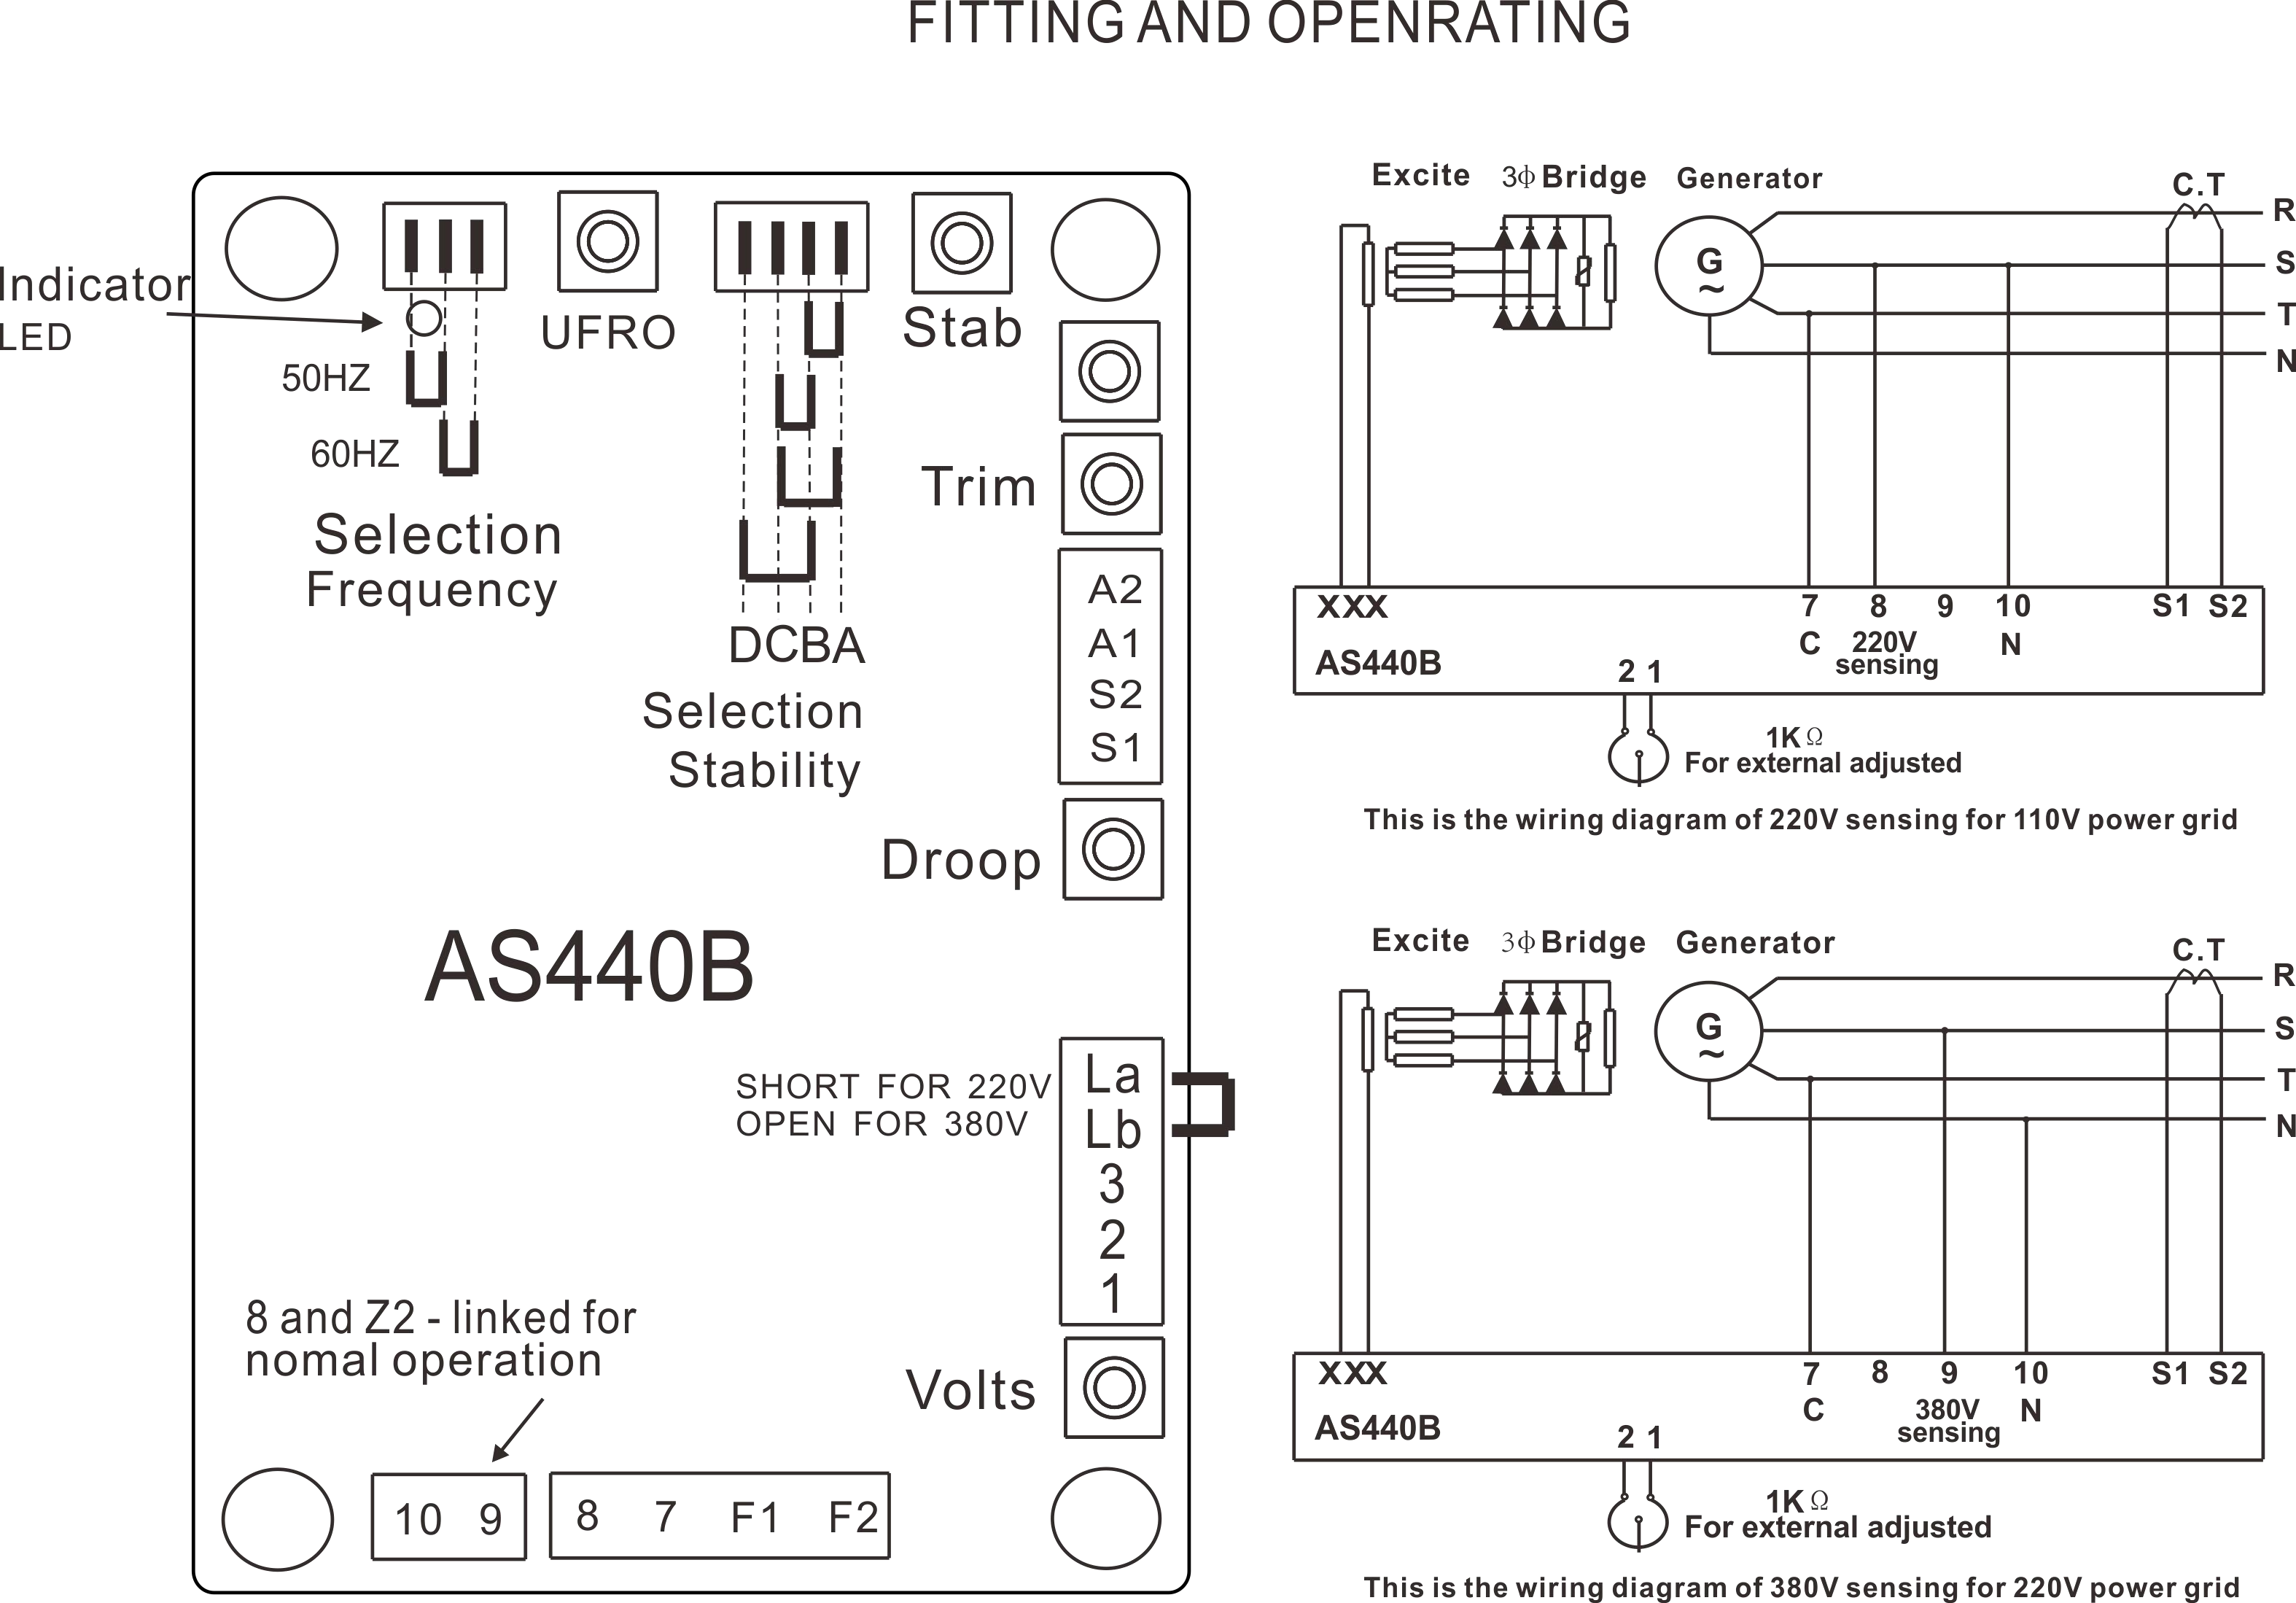 FITTING AND OPENRATING
Indicator
LED
50HZ
60HZ
Selection
Frequency
UFRO
DCBA
Selection
Stability
Stab
Trim
A2
A1
S2
S1
Droop
AS440B
SHORT FOR 220V
OPEN FOR 380V
La
Lb
3
2
1
8 and Z2 - linked for
nomal operation
Volts
10 9 8 7 F1 F2
Excite 3ϕ Bridge Generator C.T
R
G
~
S
T
N
XXX 7 8 9 10 S1 S2
C 220V N
sensing
AS440B 2 1
1K Ω
For external adjusted
This is the wiring diagram of 220V sensing for 110V power grid
Excite 3ϕ Bridge Generator C.T
R
G
~
S
T
N
XXX 7 8 9 10 S1 S2
C 380V N
sensing
AS440B 2 1
1K Ω
For external adjusted
This is the wiring diagram of 380V sensing for 220V power grid